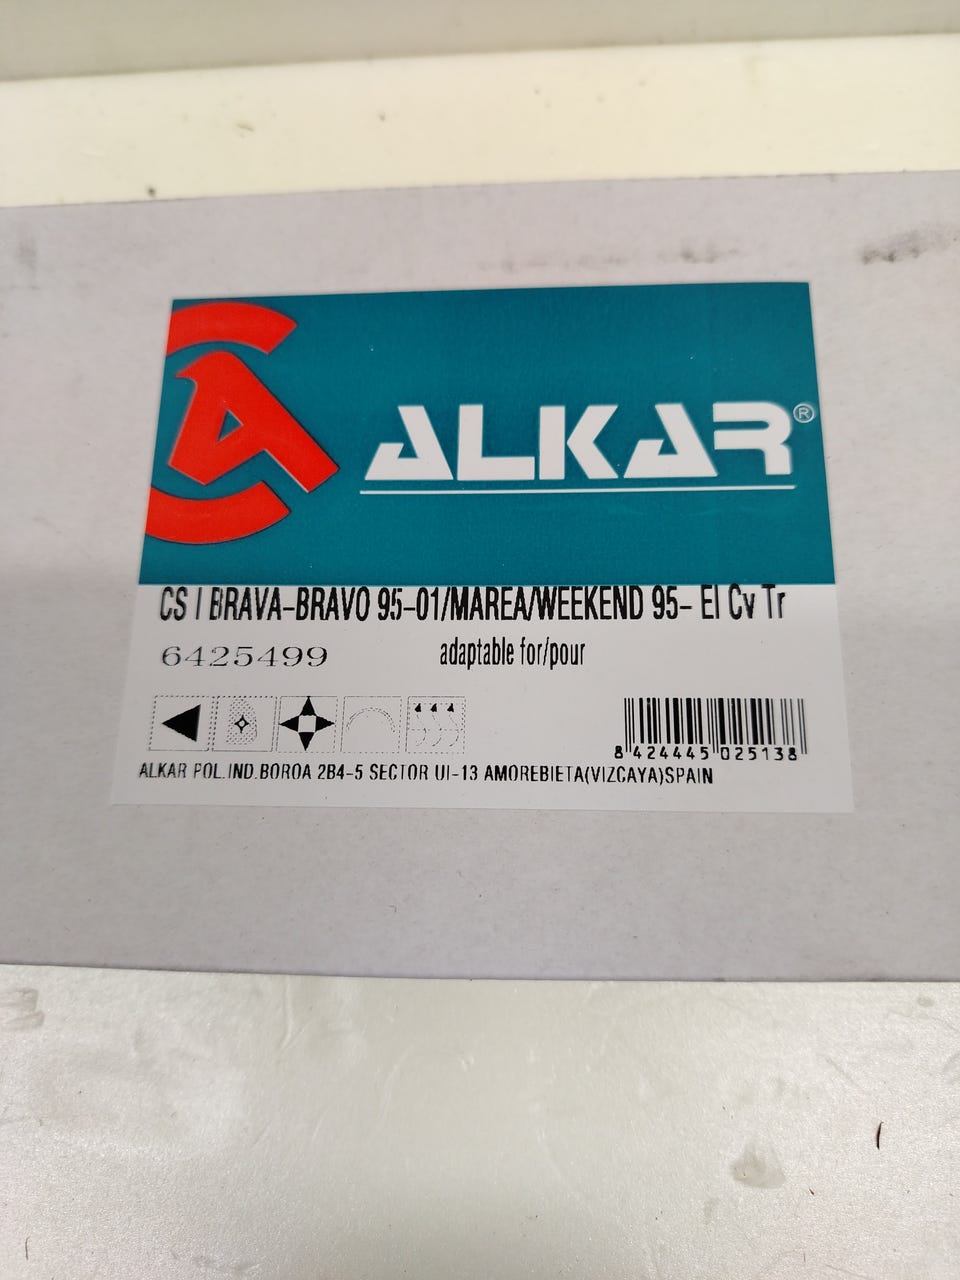 ALKAR®
CS I BRAVA-BRAVO 95-01/MAREA/WEEKEND 95- El Cv Tr
6425499 adaptable for/pour
8 424445 025138
ALKAR POL.IND.BOROA 2B4-5 SECTOR UI-13 AMOREBIETA(VIZCAYA)SPAIN